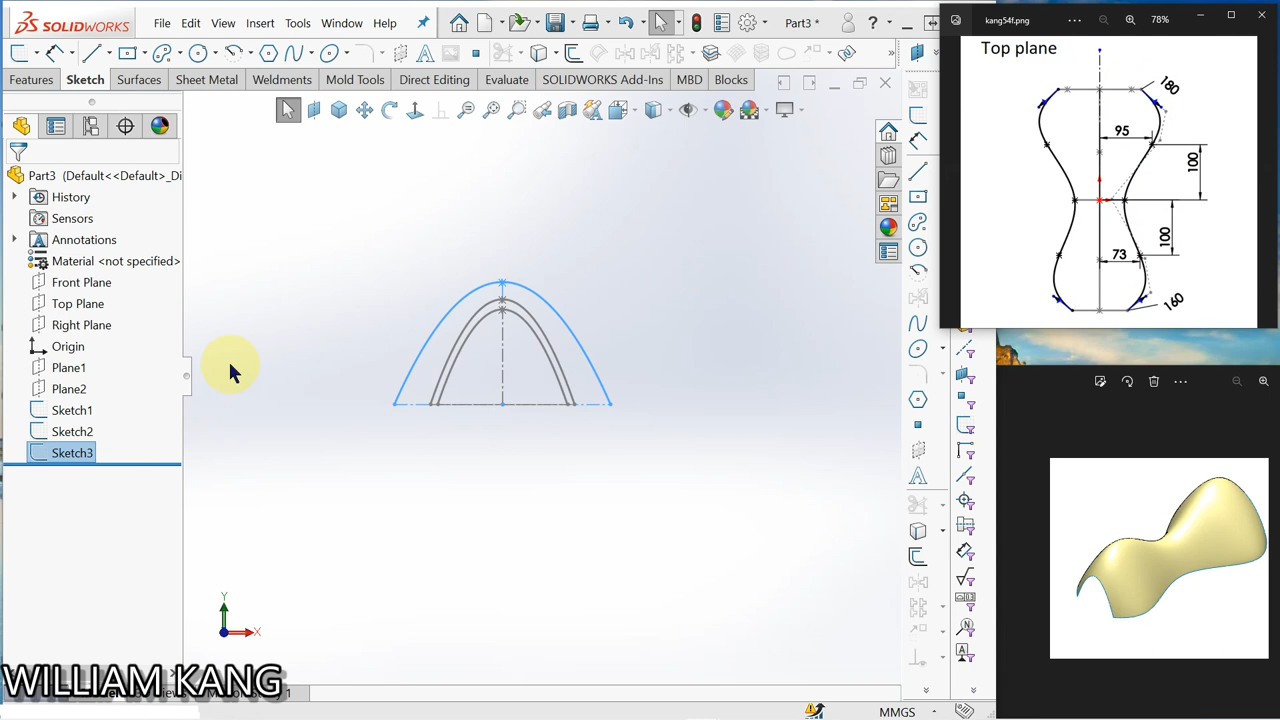 SOLIDWORKS
File Edit View Insert Tools Window Help
Part3 *
?
Features Sketch Surfaces Sheet Metal Weldments Mold Tools Direct Editing Evaluate SOLIDWORKS Add-Ins MBD Blocks
Part3 (Default<<Default>_Di
History
Sensors
Annotations
Material <not specified>
Front Plane
Top Plane
Right Plane
Origin
Plane1
Plane2
Sketch1
Sketch2
Sketch3
Y
X
WILLIAM KANG
MMGS
kang54f.png
78%
Top plane
180
95
100
100
73
160